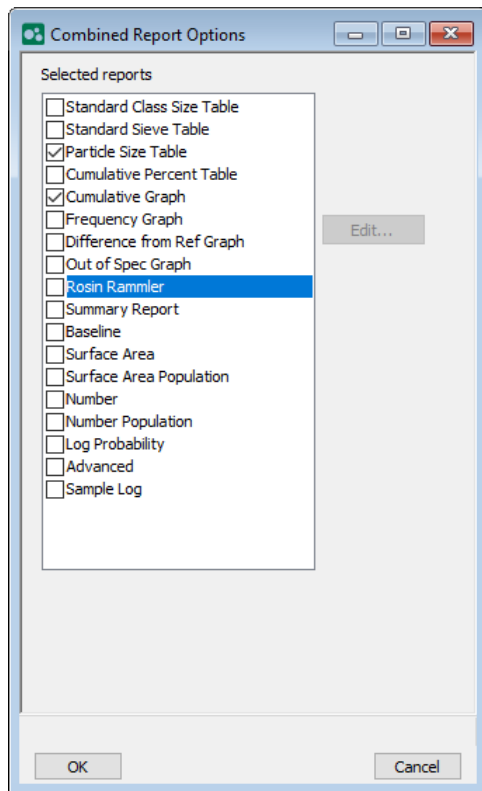 Combined Report Options
Selected reports
Standard Class Size Table
Standard Sieve Table
Particle Size Table
Cumulative Percent Table
Cumulative Graph
Frequency Graph
Difference from Ref Graph
Out of Spec Graph
Rosin Rammler
Summary Report
Baseline
Surface Area
Surface Area Population
Number
Number Population
Log Probability
Advanced
Sample Log
Edit...
OK
Cancel